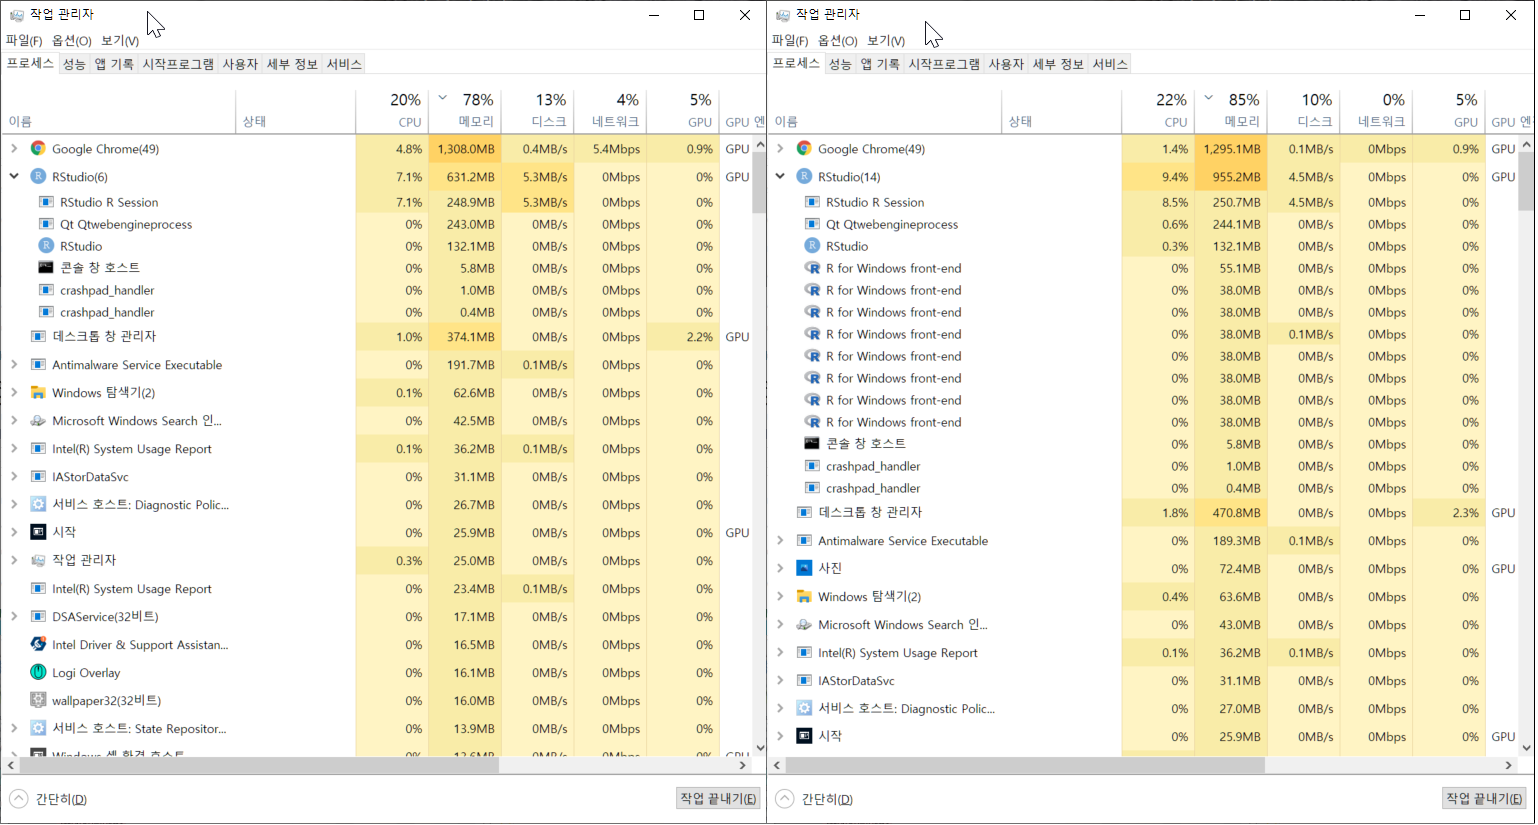 작업 관리자
파일(F) 옵션(O) 보기(V)
프로세스 성능 앱 기록 시작프로그램 사용자 세부 정보 서비스
20% 78% 13% 4% 5%
이름 상태 CPU 메모리 디스크 네트워크 GPU GPU 엔
Google Chrome(49) 4.8% 1,308.0MB 0.4MB/s 5.4Mbps 0.9% GPU
RStudio(6) 7.1% 631.2MB 5.3MB/s 0Mbps 0% GPU
RStudio R Session 7.1% 248.9MB 5.3MB/s 0Mbps 0%
Qt Qtwebengineprocess 0% 243.0MB 0MB/s 0Mbps 0%
RStudio 0% 132.1MB 0MB/s 0Mbps 0%
콘솔 창 호스트 0% 5.8MB 0MB/s 0Mbps 0%
crashpad_handler 0% 1.0MB 0MB/s 0Mbps 0%
crashpad_handler 0% 0.4MB 0MB/s 0Mbps 0%
데스크톱 창 관리자 1.0% 374.1MB 0MB/s 0Mbps 2.2% GPU
Antimalware Service Executable 0% 191.7MB 0.1MB/s 0Mbps 0%
Windows 탐색기(2) 0.1% 62.6MB 0MB/s 0Mbps 0%
Microsoft Windows Search 인... 0% 42.5MB 0MB/s 0Mbps 0%
Intel(R) System Usage Report 0.1% 36.2MB 0.1MB/s 0Mbps 0%
IAStorDataSvc 0% 31.1MB 0MB/s 0Mbps 0%
서비스 호스트: Diagnostic Polic... 0% 26.7MB 0MB/s 0Mbps 0%
시작 0% 25.9MB 0MB/s 0Mbps 0% GPU
작업 관리자 0.3% 25.0MB 0MB/s 0Mbps 0%
Intel(R) System Usage Report 0% 23.4MB 0.1MB/s 0Mbps 0%
DSAService(32비트) 0% 17.1MB 0MB/s 0Mbps 0%
Intel Driver & Support Assistan... 0% 16.5MB 0MB/s 0Mbps 0%
Logi Overlay 0% 16.1MB 0MB/s 0Mbps 0%
wallpaper32(32비트) 0% 16.0MB 0MB/s 0Mbps 0%
서비스 호스트: State Repositor... 0% 13.9MB 0MB/s 0Mbps 0%
간단히(D) 작업 끝내기(E)
작업 관리자
파일(F) 옵션(O) 보기(V)
프로세스 성능 앱 기록 시작프로그램 사용자 세부 정보 서비스
22% 85% 10% 0% 5%
이름 상태 CPU 메모리 디스크 네트워크 GPU GPU 엔
Google Chrome(49) 1.4% 1,295.1MB 0.1MB/s 0Mbps 0.9% GPU
RStudio(14) 9.4% 955.2MB 4.5MB/s 0Mbps 0% GPU
RStudio R Session 8.5% 250.7MB 4.5MB/s 0Mbps 0%
Qt Qtwebengineprocess 0.6% 244.1MB 0MB/s 0Mbps 0%
RStudio 0.3% 132.1MB 0MB/s 0Mbps 0%
R for Windows front-end 0% 55.1MB 0MB/s 0Mbps 0%
R for Windows front-end 0% 38.0MB 0MB/s 0Mbps 0%
R for Windows front-end 0% 38.0MB 0MB/s 0Mbps 0%
R for Windows front-end 0% 38.0MB 0.1MB/s 0Mbps 0%
R for Windows front-end 0% 38.0MB 0MB/s 0Mbps 0%
R for Windows front-end 0% 38.0MB 0MB/s 0Mbps 0%
R for Windows front-end 0% 38.0MB 0MB/s 0Mbps 0%
R for Windows front-end 0% 38.0MB 0MB/s 0Mbps 0%
콘솔 창 호스트 0% 5.8MB 0MB/s 0Mbps 0%
crashpad_handler 0% 1.0MB 0MB/s 0Mbps 0%
crashpad_handler 0% 0.4MB 0MB/s 0Mbps 0%
데스크톱 창 관리자 1.8% 470.8MB 0MB/s 0Mbps 2.3% GPU
Antimalware Service Executable 0% 189.3MB 0.1MB/s 0Mbps 0%
사진 0% 72.4MB 0MB/s 0Mbps 0% GPU
Windows 탐색기(2) 0.4% 63.6MB 0MB/s 0Mbps 0%
Microsoft Windows Search 인... 0% 43.0MB 0MB/s 0Mbps 0%
Intel(R) System Usage Report 0.1% 36.2MB 0.1MB/s 0Mbps 0%
IAStorDataSvc 0% 31.1MB 0MB/s 0Mbps 0%
서비스 호스트: Diagnostic Polic... 0% 27.0MB 0MB/s 0Mbps 0%
시작 0% 25.9MB 0MB/s 0Mbps 0% GPU
간단히(D) 작업 끝내기(E)